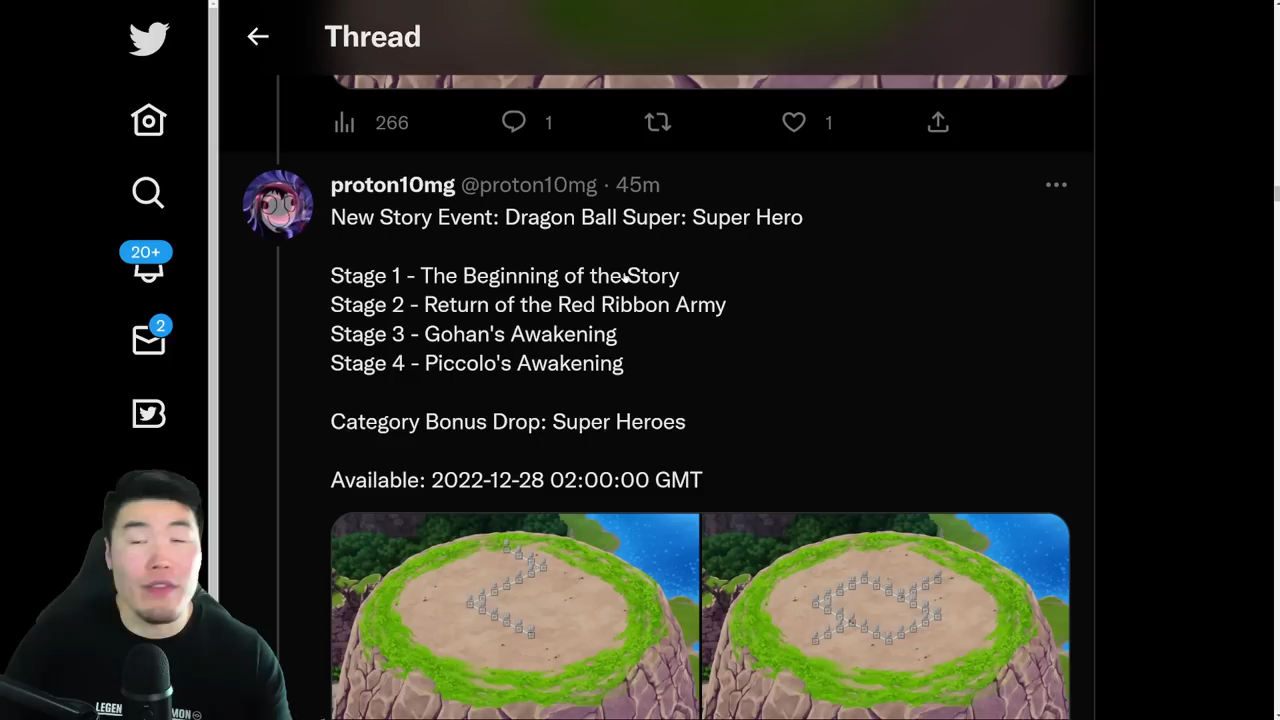 Thread
266
1
1
proton10mg @proton10mg · 45m
New Story Event: Dragon Ball Super: Super Hero
Stage 1 - The Beginning of the Story
Stage 2 - Return of the Red Ribbon Army
Stage 3 - Gohan's Awakening
Stage 4 - Piccolo's Awakening
Category Bonus Drop: Super Heroes
Available: 2022-12-28 02:00:00 GMT
20+
2
LEGEN
MON